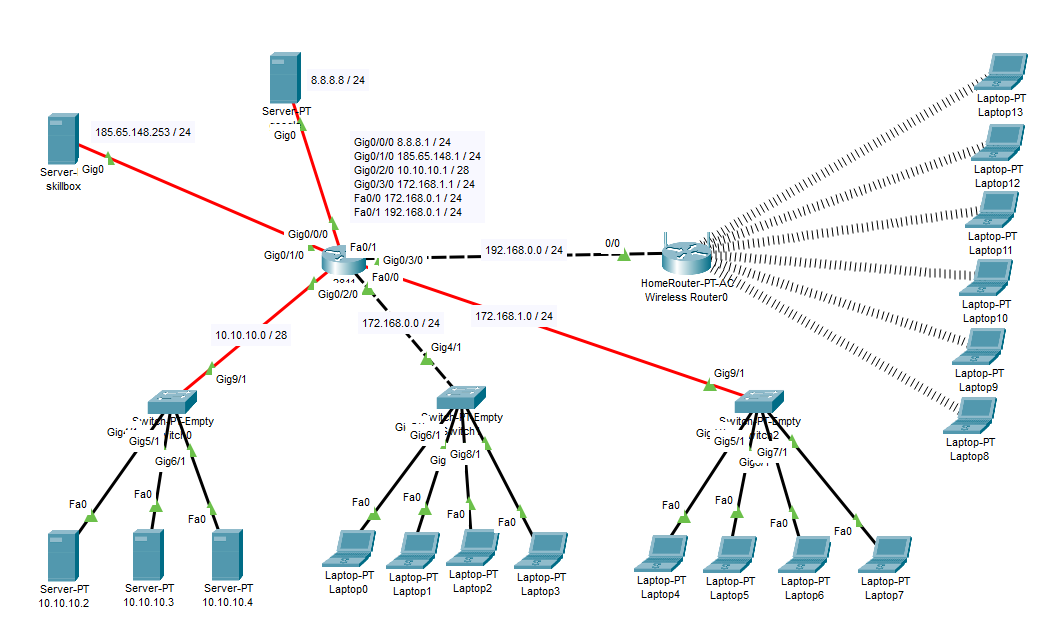 8.8.8.8 / 24
Server-PT
Gig0
185.65.148.253 / 24
Gig0
Server-
skillbox
Gig0/0/0 8.8.8.1 / 24
Gig0/1/0 185.65.148.1 / 24
Gig0/2/0 10.10.10.1 / 28
Gig0/3/0 172.168.1.1 / 24
Fa0/0 172.168.0.1 / 24
Fa0/1 192.168.0.1 / 24
Gig0/0/0
Gig0/1/0
Fa0/1
Gig0/3/0
Fa0/0
Gig0/2/0
192.168.0.0 / 24
0/0
HomeRouter-PT-AC
Wireless Router0
Laptop-PT
Laptop13
Laptop-PT
Laptop12
Laptop-PT
Laptop11
Laptop-PT
Laptop10
Laptop-PT
Laptop9
Laptop-PT
Laptop8
10.10.10.0 / 28
172.168.0.0 / 24
172.168.1.0 / 24
Gig9/1
Gig4/1
Gig9/1
Switch-PT-Empty
Gig5/1
Gig6/1
Fa0
Fa0
Fa0
Server-PT
10.10.10.2
Server-PT
10.10.10.3
Server-PT
10.10.10.4
Switch-PT-Empty
Gig6/1
Gig8/1
Fa0
Fa0
Fa0
Fa0
Laptop-PT
Laptop0
Laptop-PT
Laptop1
Laptop-PT
Laptop2
Laptop-PT
Laptop3
Switch-PT-Empty
Gig5/1
Gig7/1
Fa0
Fa0
Fa0
Fa0
Laptop-PT
Laptop4
Laptop-PT
Laptop5
Laptop-PT
Laptop6
Laptop-PT
Laptop7